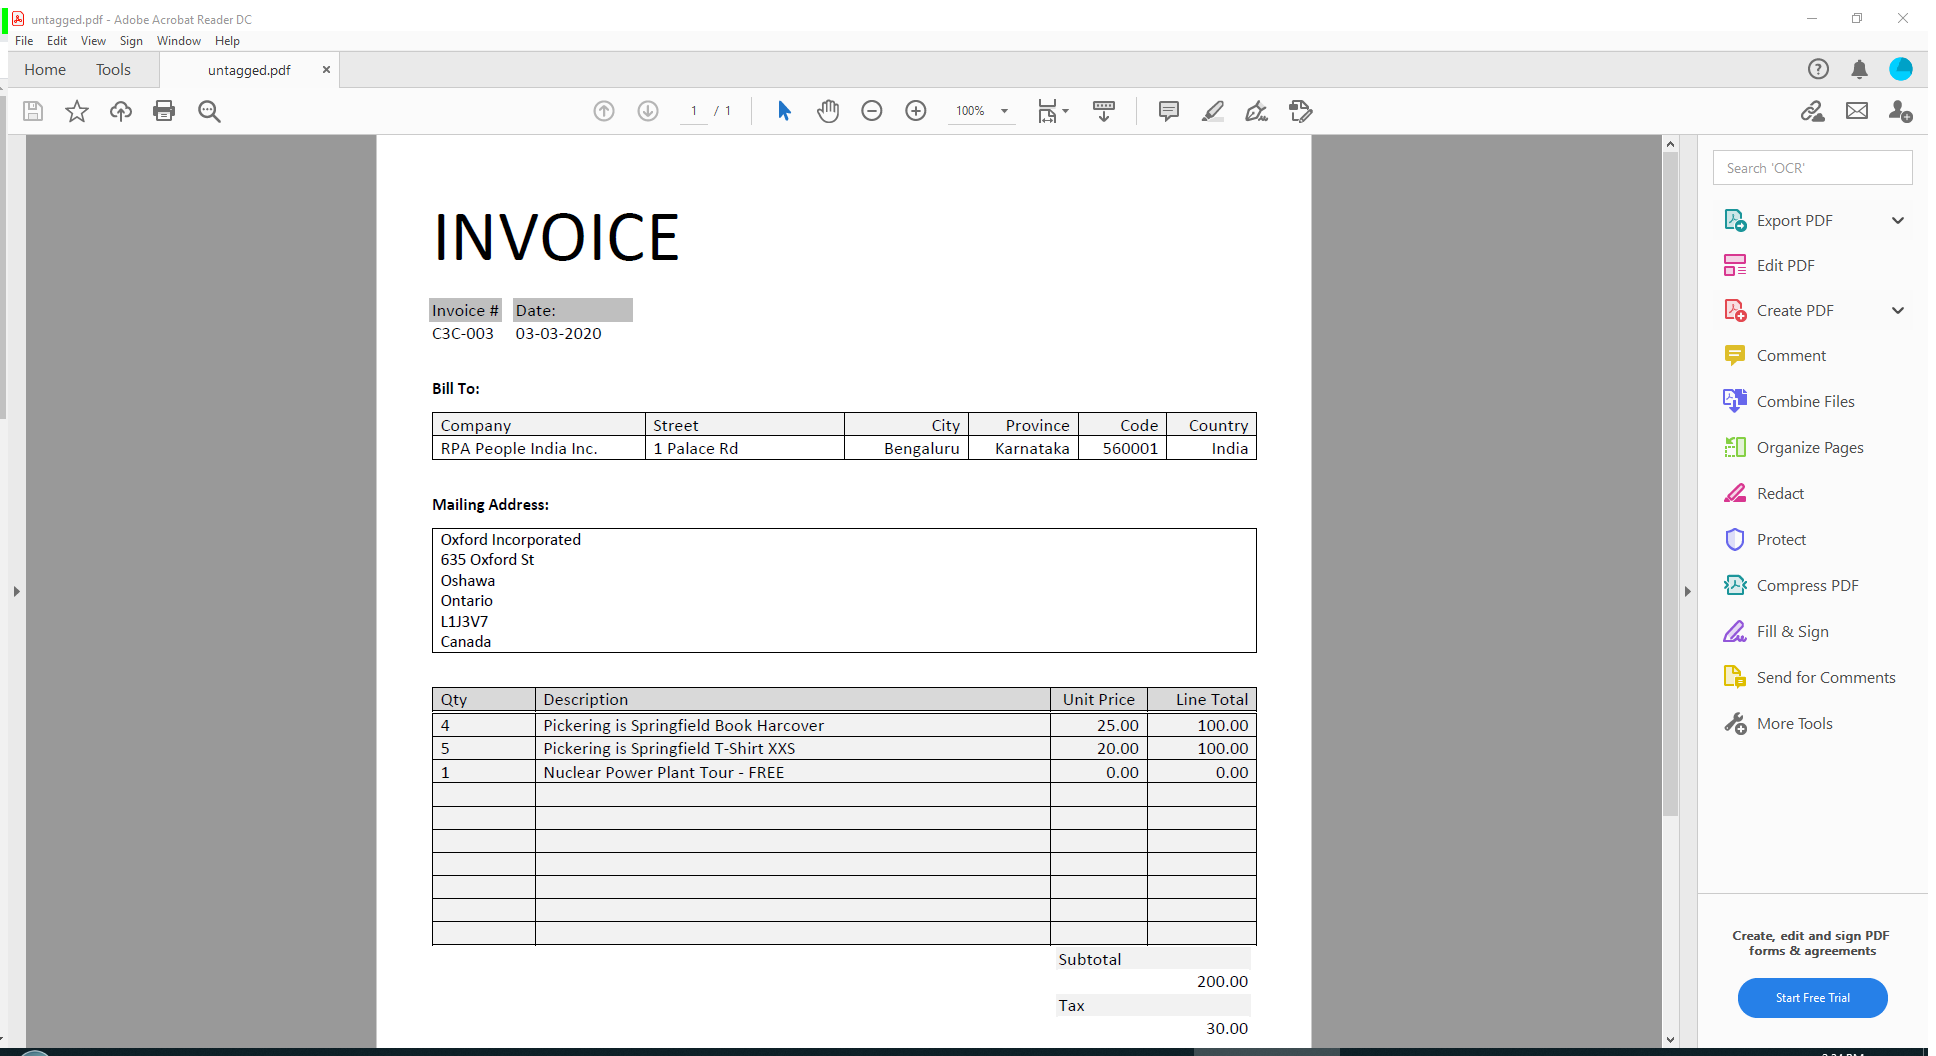 untagged.pdf - Adobe Acrobat Reader DC
File Edit View Sign Window Help
Home Tools untagged.pdf ×
1 / 1 100%
Search 'OCR'
Export PDF
Edit PDF
Create PDF
Comment
Combine Files
Organize Pages
Redact
Protect
Compress PDF
Fill & Sign
Send for Comments
More Tools
Create, edit and sign PDF
forms & agreements
Start Free Trial
INVOICE
Invoice # Date:
C3C-003 03-03-2020
Bill To:
Company Street City Province Code Country
RPA People India Inc. 1 Palace Rd Bengaluru Karnataka 560001 India
Mailing Address:
Oxford Incorporated
635 Oxford St
Oshawa
Ontario
L1J3V7
Canada
Qty Description Unit Price Line Total
4 Pickering is Springfield Book Harcover 25.00 100.00
5 Pickering is Springfield T-Shirt XXS 20.00 100.00
1 Nuclear Power Plant Tour - FREE 0.00 0.00
Subtotal
200.00
Tax
30.00